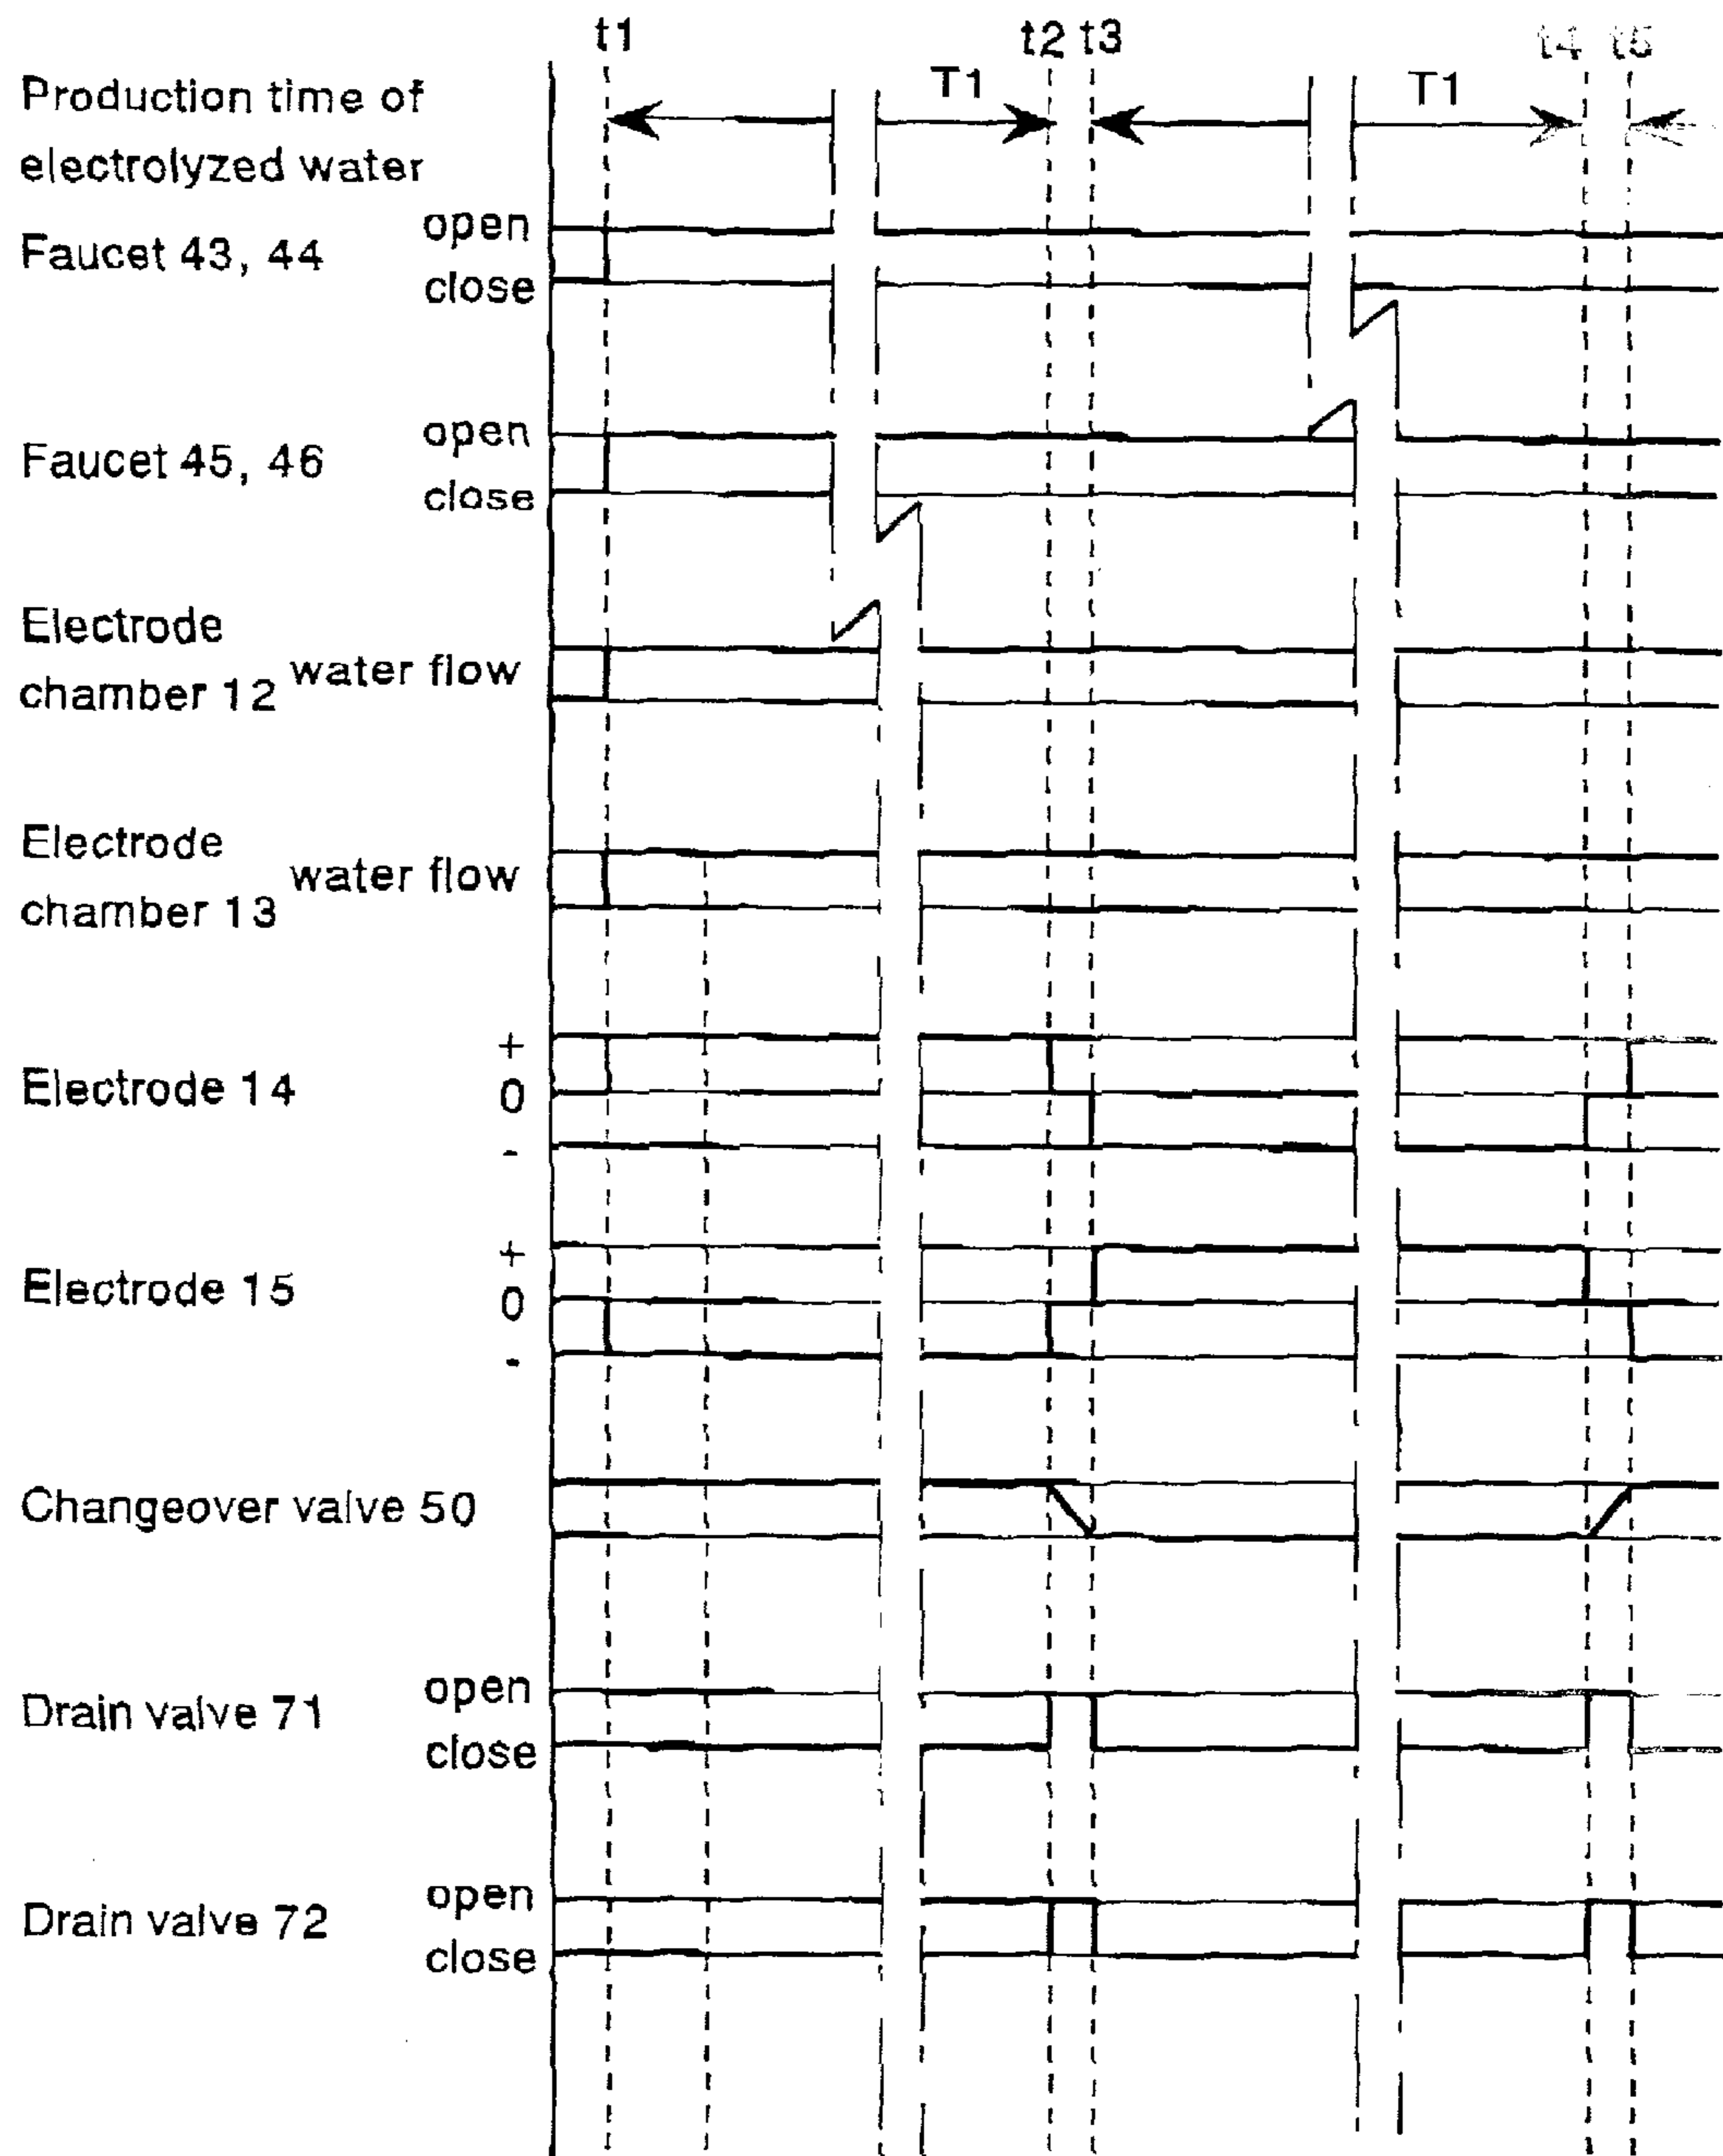 t1 t2 t3 t4 t5
Production time of
electrolyzed water
T1 T1
Faucet 43, 44
open
close
Faucet 45, 46
open
close
Electrode
chamber 12
water flow
Electrode
chamber 13
water flow
Electrode 14
+
0
-
Electrode 15
+
0
-
Changeover valve 50
Drain valve 71
open
close
Drain valve 72
open
close